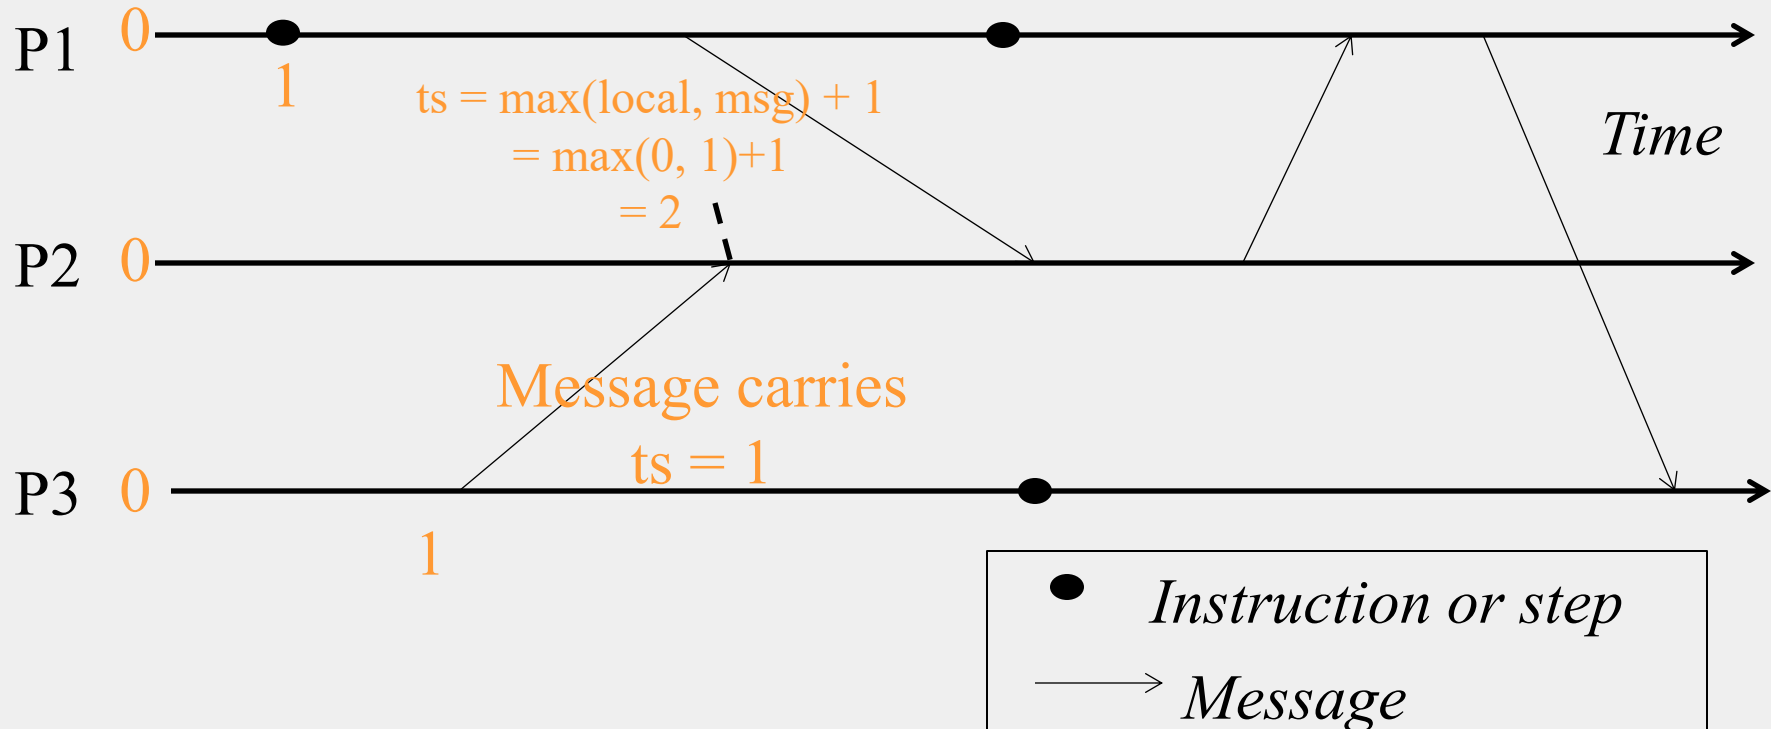 P1 0
1
ts = max(local, msg) + 1
= max(0, 1)+1
= 2
Time
P2 0
Message carries
ts = 1
P3 0
1
Instruction or step
Message